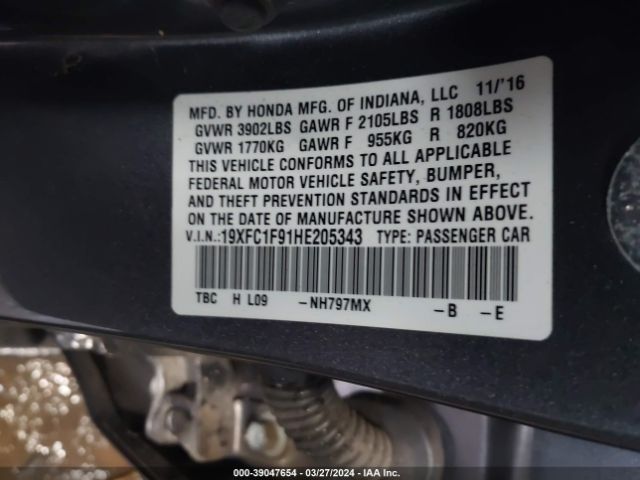 MFD. BY HONDA MFG. OF INDIANA, LLC 11/'16
GVWR 3902LBS GAWR F 2105LBS R 1808LBS
GVWR 1770KG GAWR F 955KG R 820KG
THIS VEHICLE CONFORMS TO ALL APPLICABLE
FEDERAL MOTOR VEHICLE SAFETY, BUMPER,
AND THEFT PREVENTION STANDARDS IN EFFECT
ON THE DATE OF MANUFACTURE SHOWN ABOVE.
V.I.N.:19XFC1F91HE205343 TYPE: PASSENGER CAR
TBC H L09 -NH797MX -B -E
000-39047654 - 03/27/2024 - IAA Inc.